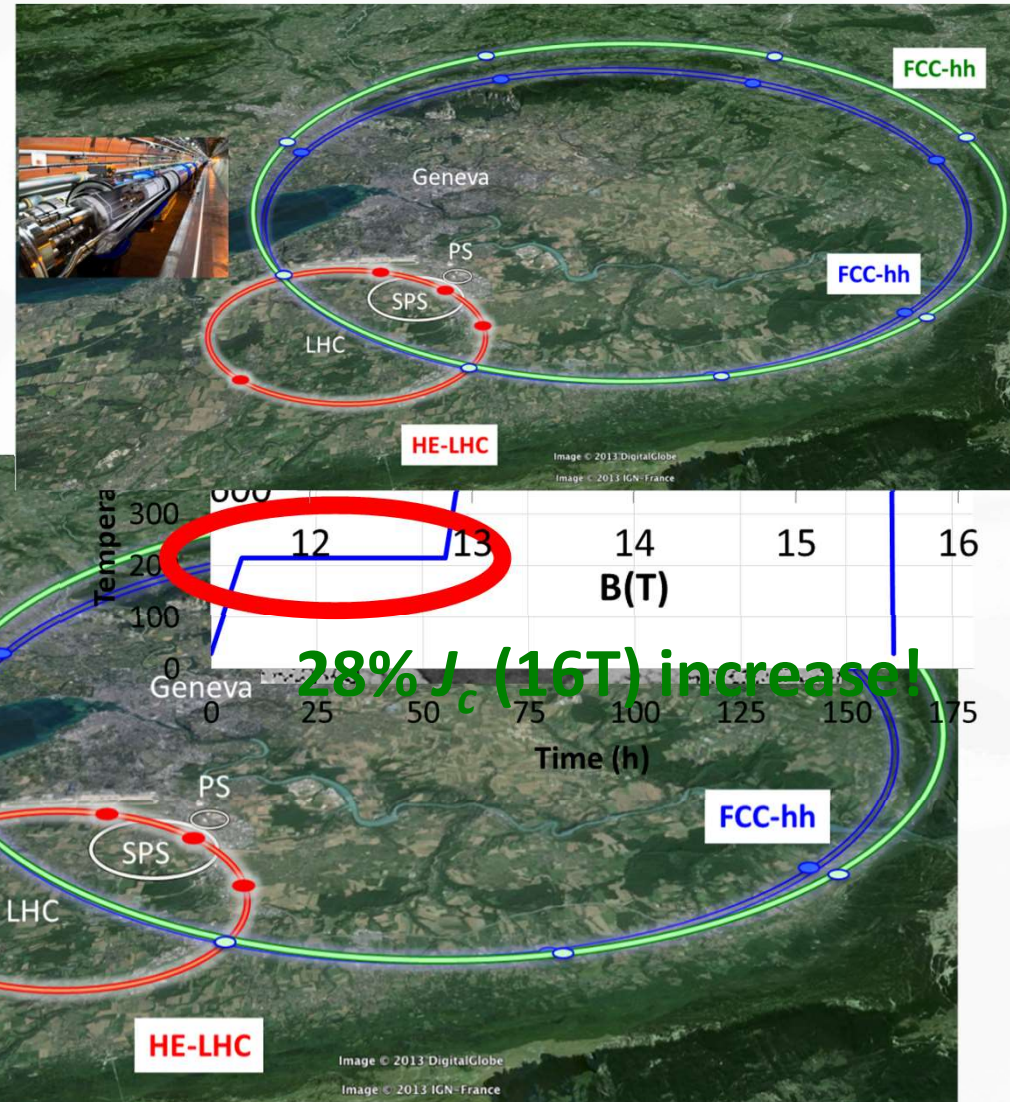 FCC-hh
Geneva
PS
FCC-hh
SPS
LHC
HE-LHC
Image © 2013 DigitalGlobe
Image © 2013 IGN-France
600
300
12 13 14 15 16
200
B(T)
100
0
28% Jc (16T) increase!
Geneva
0 25 50 75 100 125 150 175
Time (h)
PS
FCC-hh
SPS
LHC
HE-LHC
Image © 2013 DigitalGlobe
Image © 2013 IGN-France